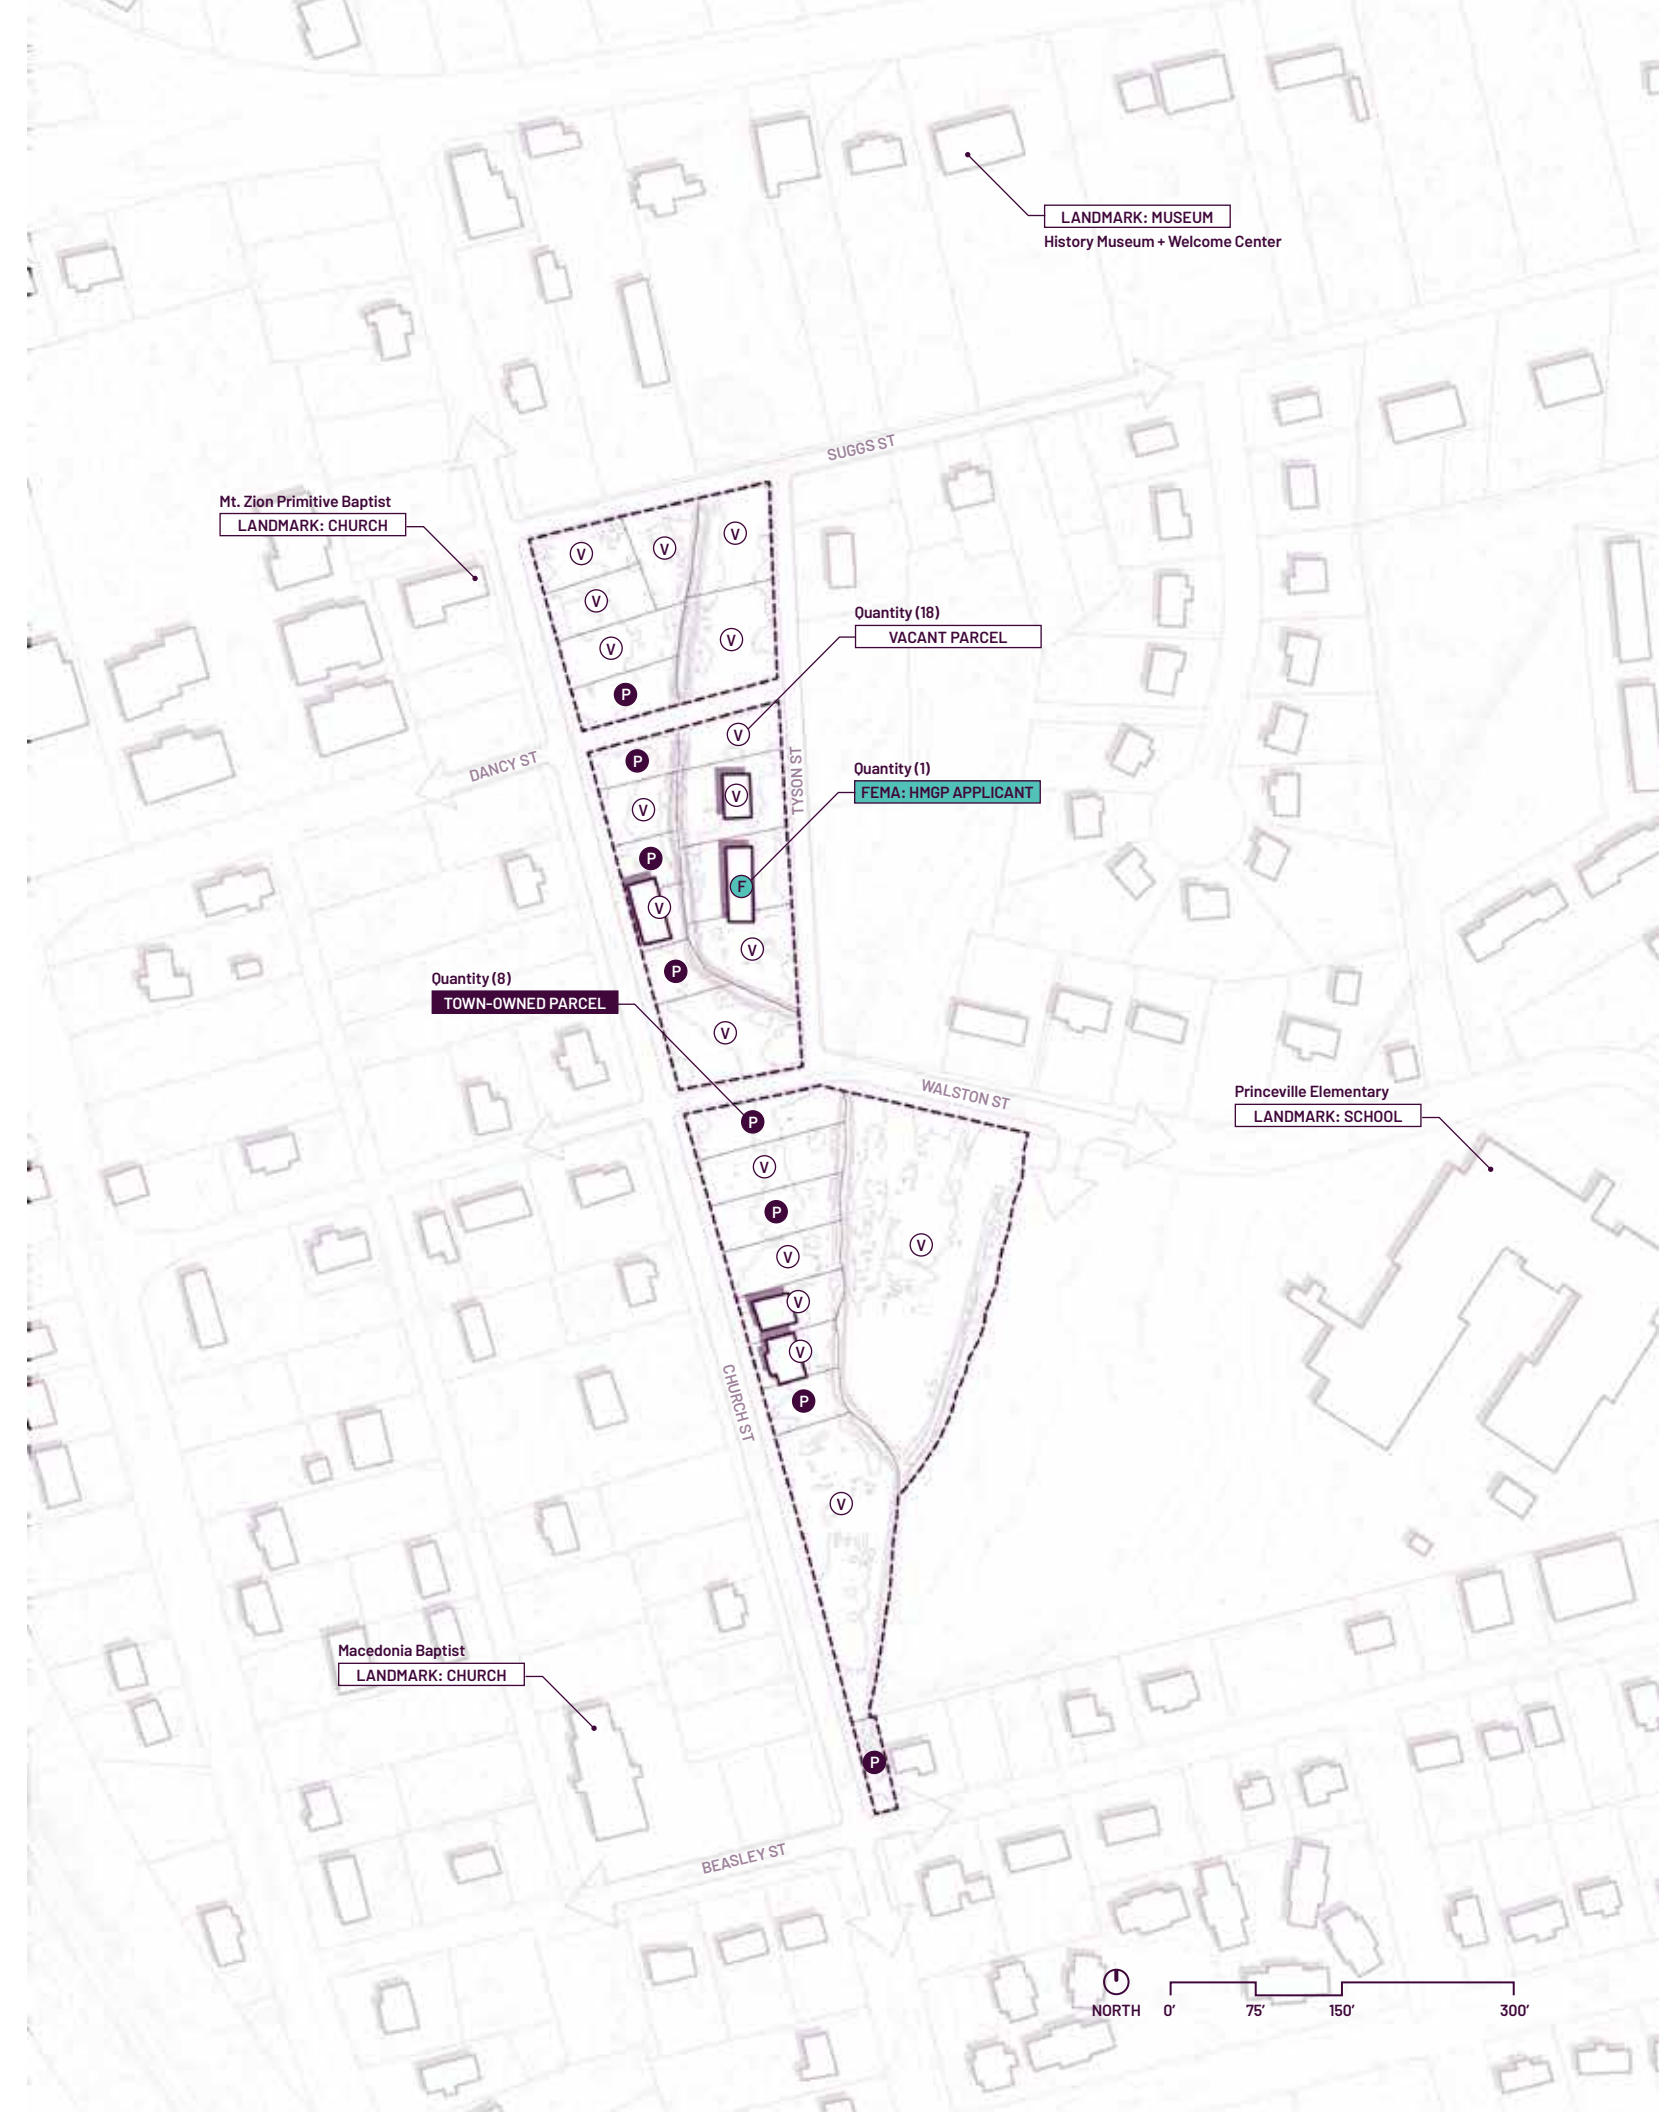 LANDMARK: MUSEUM
History Museum + Welcome Center
SUGGS ST
Mt. Zion Primitive Baptist
LANDMARK: CHURCH
V
V
V
V
V
V
P
Quantity (18)
VACANT PARCEL
V
P
DANCY ST
TYSON ST
Quantity (1)
FEMA: HMGP APPLICANT
V
V
P
F
V
V
P
Quantity (8)
TOWN-OWNED PARCEL
V
WALSTON ST
Princeville Elementary
LANDMARK: SCHOOL
P
V
P
V
V
V
V
P
CHURCH ST
V
Macedonia Baptist
LANDMARK: CHURCH
P
BEASLEY ST
NORTH
0' 75' 150' 300'